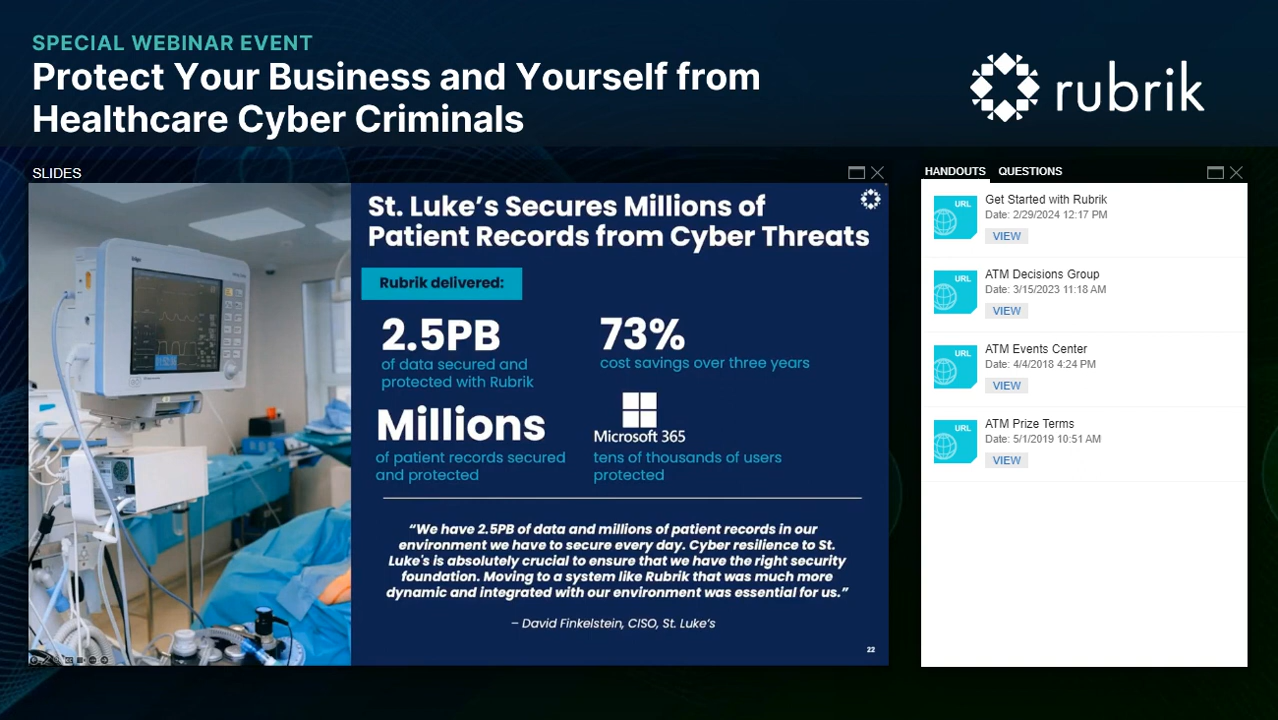 SPECIAL WEBINAR EVENT
Protect Your Business and Yourself from
Healthcare Cyber Criminals
rubrik
SLIDES
St. Luke's Secures Millions of
Patient Records from Cyber Threats
Rubrik delivered:
2.5PB
of data secured and
protected with Rubrik
73%
cost savings over three years
Millions
of patient records secured
and protected
Microsoft 365
tens of thousands of users
protected
“We have 2.5PB of data and millions of patient records in our
environment we have to secure every day. Cyber resilience to St.
Luke's is absolutely crucial to ensure that we have the right security
foundation. Moving to a system like Rubrik that was much more
dynamic and integrated with our environment was essential for us.”
– David Finkelstein, CISO, St. Luke's
22
HANDOUTS QUESTIONS
URL
Get Started with Rubrik
Date: 2/29/2024 12:17 PM
VIEW
URL
ATM Decisions Group
Date: 3/15/2023 11:18 AM
VIEW
URL
ATM Events Center
Date: 4/4/2018 4:24 PM
VIEW
URL
ATM Prize Terms
Date: 5/1/2019 10:51 AM
VIEW